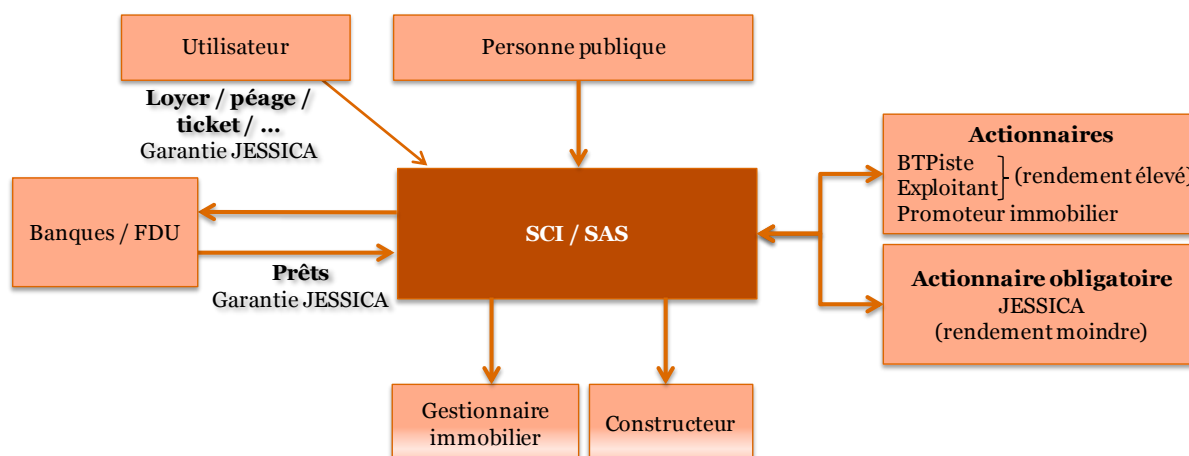 Utilisateur
Personne publique
Loyer / péage /
ticket / ...
Garantie JESSICA
Actionnaires
BTPiste
Exploitant
(rendement élevé)
Promoteur immobilier
Banques / FDU
SCI / SAS
Prêts
Garantie JESSICA
Actionnaire obligatoire
JESSICA
(rendement moindre)
Gestionnaire
immobilier
Constructeur